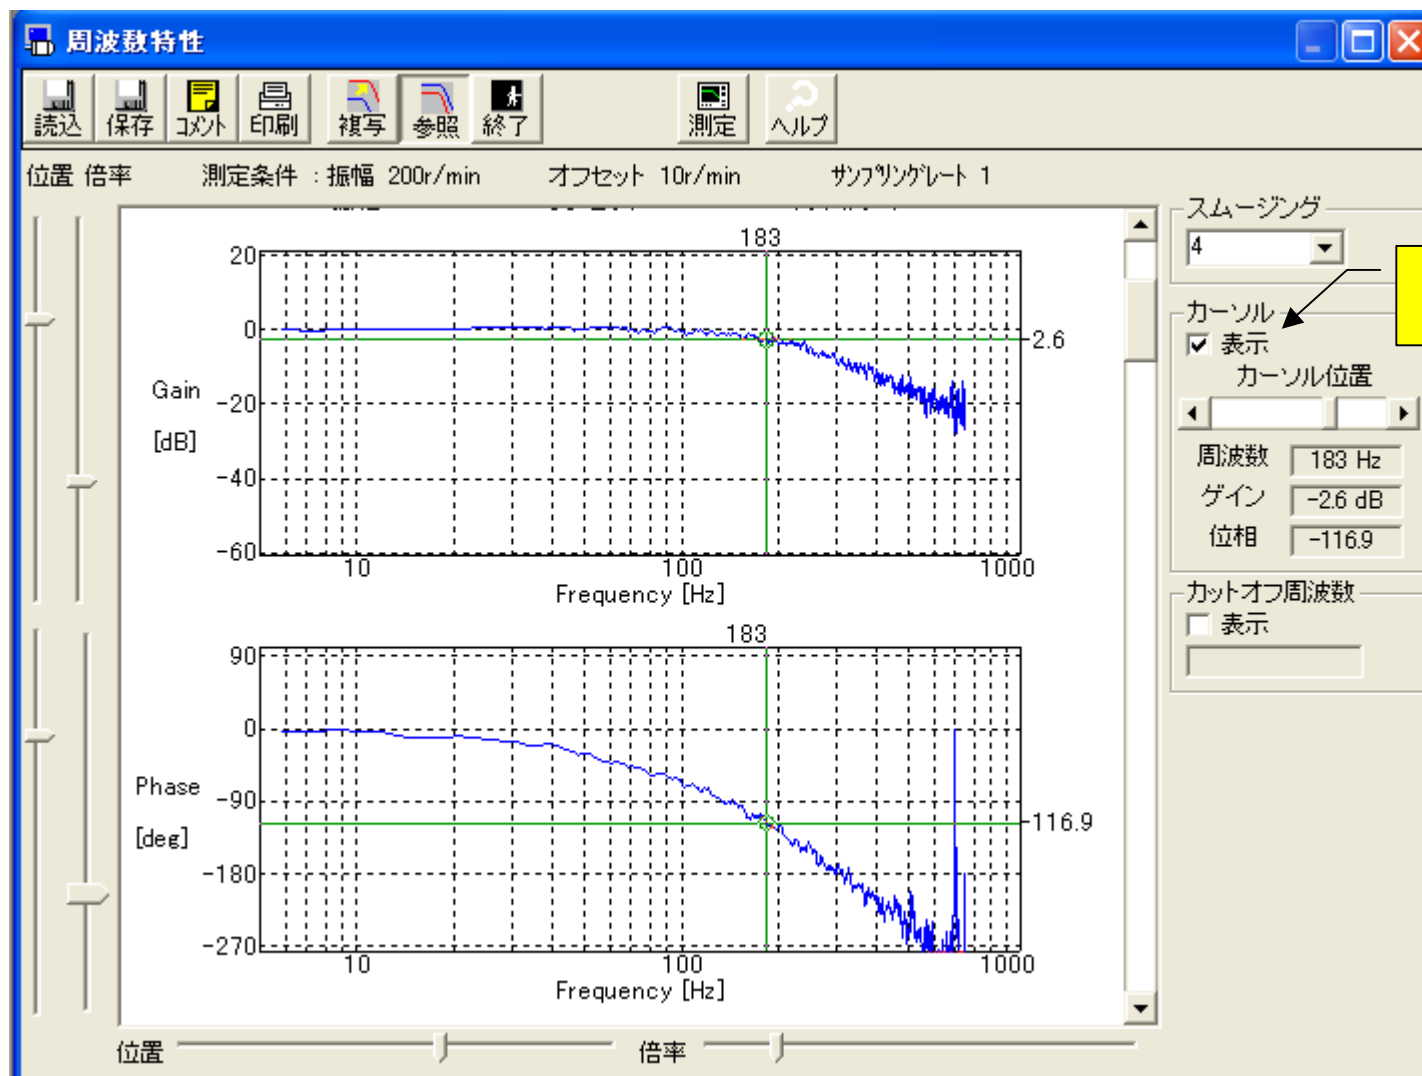 周波数特性
読込 保存 コメント 印刷 複写 参照 終了 測定 ヘルプ
位置 倍率 測定条件 : 振幅 200r/min オフセット 10r/min サンプリングレート 1
183
20
0
-20
-40
-60
Gain
[dB]
-2.6
10 100 1000
Frequency [Hz]
183
90
0
-90
-180
-270
Phase
[deg]
-116.9
10 100 1000
Frequency [Hz]
位置 倍率
スムージング
4
カーソル
表示
カーソル位置
周波数 183 Hz
ゲイン -2.6 dB
位相 -116.9
カットオフ周波数
表示